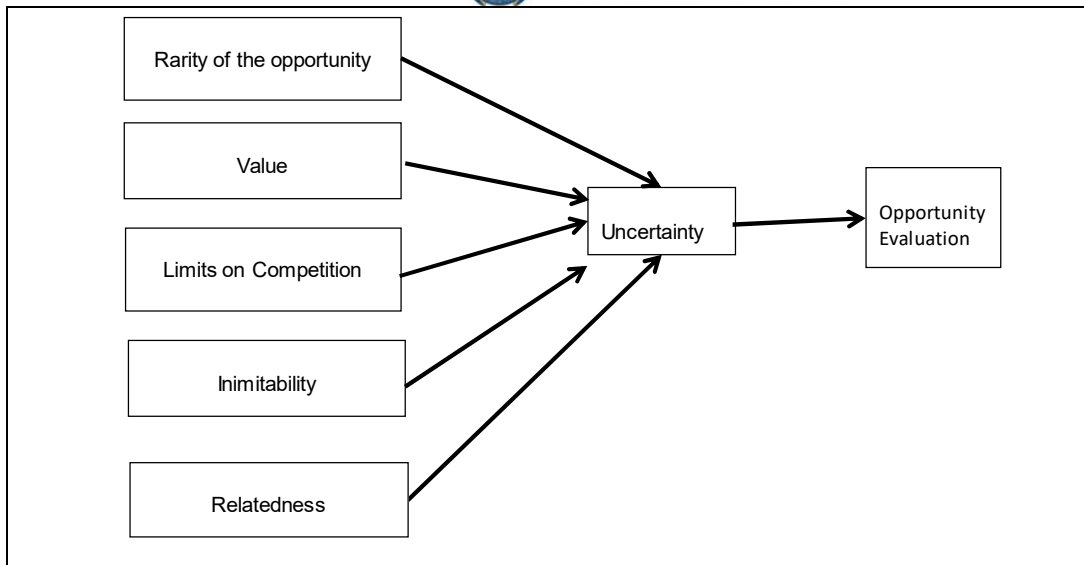 Rarity of the opportunity
Value
Limits on Competition
Inimitability
Relatedness
Uncertainty
Opportunity
Evaluation